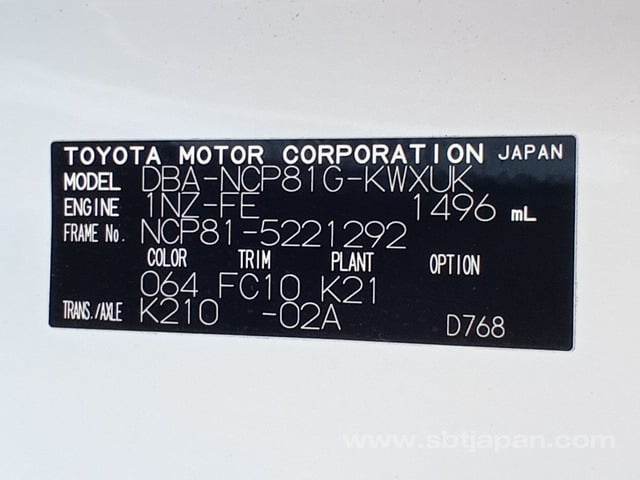 TOYOTA MOTOR CORPORATION JAPAN
MODEL DBA-NCP81G-KWXUK
ENGINE 1NZ-FE 1496 mL
FRAME No. NCP81-5221292
COLOR TRIM PLANT OPTION
064 FC10 K21
TRANS./AXLE K210 -02A D768
www.sbtjapan.com